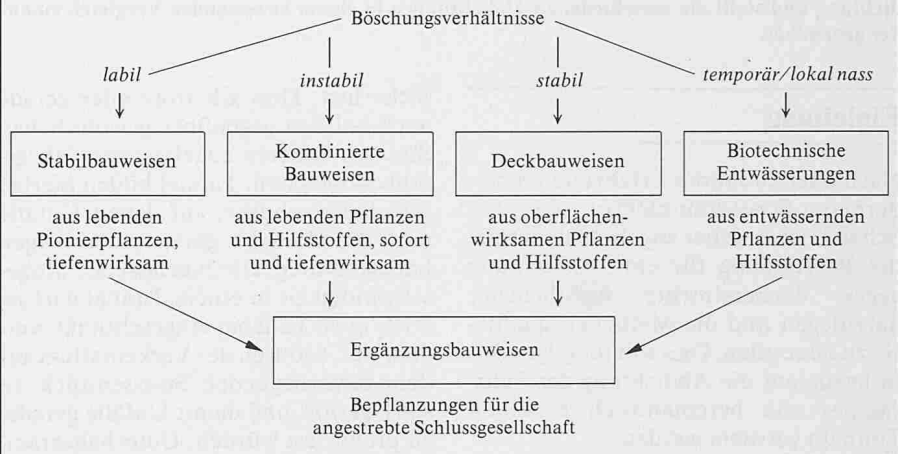 Böschungsverhältnisse
labil
instabil
stabil
temporär/lokal nass
Stabilbauweisen
Kombinierte
Bauweisen
Deckbauweisen
Biotechnische
Entwässerungen
aus lebenden
Pionierpflanzen,
tiefenwirksam
aus lebenden Pflanzen
und Hilfsstoffen, sofort
und tiefenwirksam
aus oberflächen-
wirksamen Pflanzen
und Hilfsstoffen
aus entwässernden
Pflanzen und
Hilfsstoffen
Ergänzungsbauweisen
Bepflanzungen für die
angestrebte Schlussgesellschaft